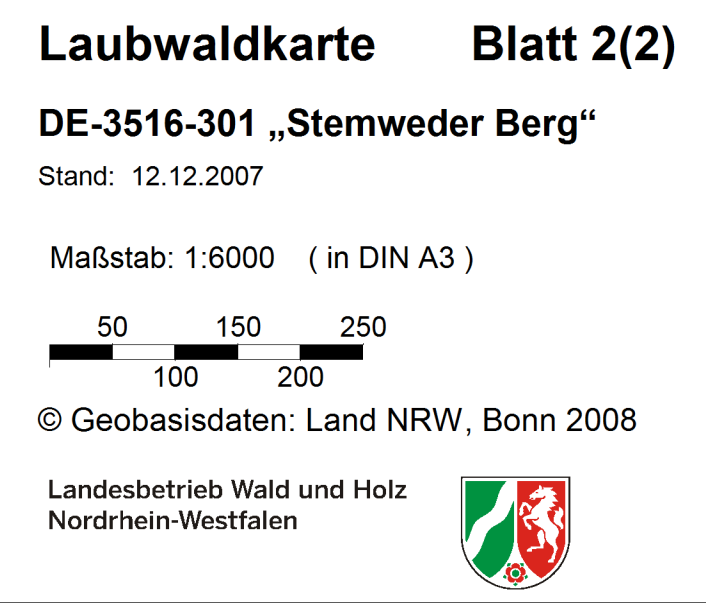 Laubwaldkarte Blatt 2(2)
DE-3516-301 „Stemweder Berg“
Stand: 12.12.2007
Maßstab: 1:6000 ( in DIN A3 )
50 150 250
100 200
© Geobasisdaten: Land NRW, Bonn 2008
Landesbetrieb Wald und Holz
Nordrhein-Westfalen